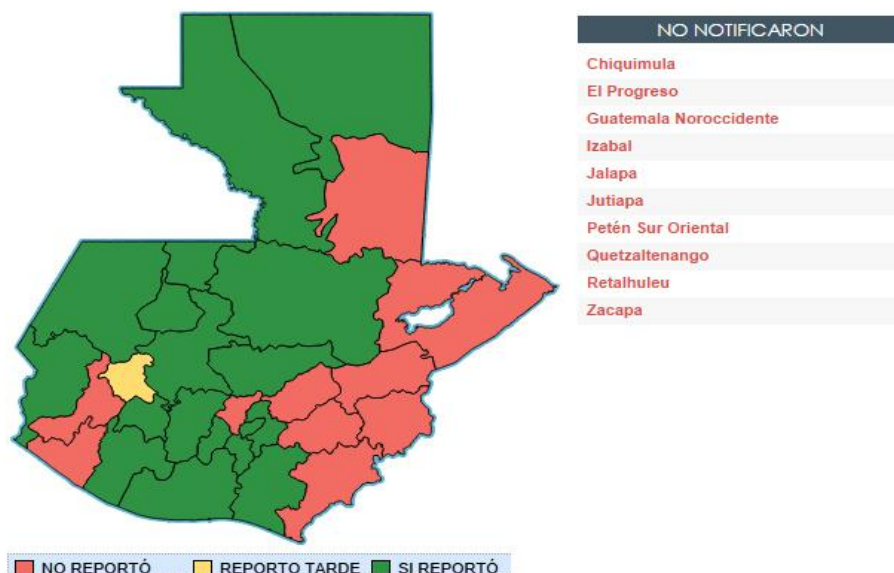 NO NOTIFICARON
Chiquimula
El Progreso
Guatemala Noroccidente
Izabal
Jalapa
Jutiapa
Petén Sur Oriental
Quetzaltenango
Retalhuleu
Zacapa
NO REPORTÓ REPORTO TARDE SI REPORTÓ